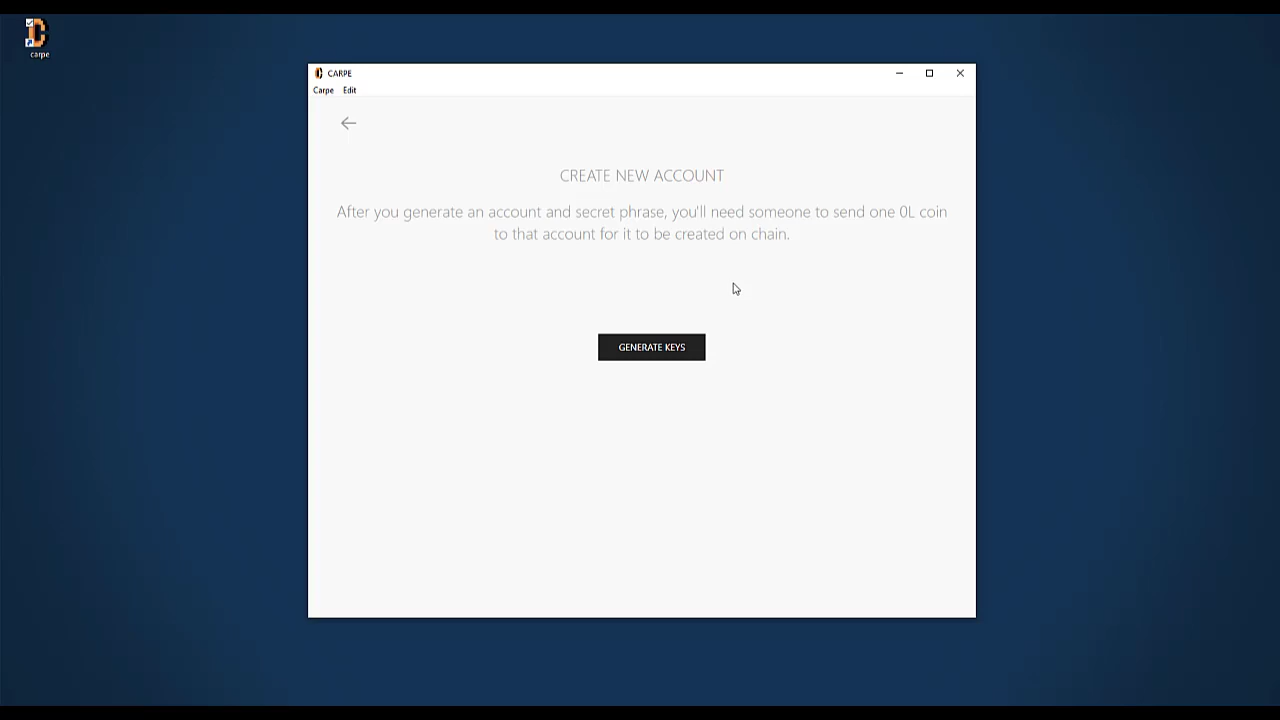 carpe
CARPE
Carpe Edit
CREATE NEW ACCOUNT
After you generate an account and secret phrase, you'll need someone to send one 0L coin
to that account for it to be created on chain.
GENERATE KEYS